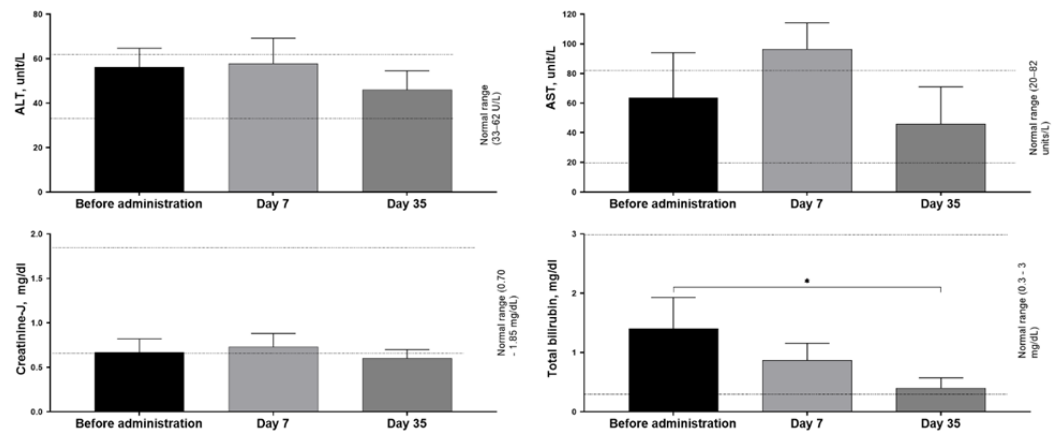 80
60
40
20
0
ALT, unit/L
Before administration
Day 7
Day 35
Normal range
(33–62 U/L)
120
100
80
60
40
20
0
AST, unit/L
Before administration
Day 7
Day 35
Normal range (20–82
units/L)
2.0
1.5
1.0
0.5
0.0
Creatinine-J, mg/dl
Before administration
Day 7
Day 35
Normal range (0.70
- 1.85 mg/dL)
3
2
1
0
Total bilirubin, mg/dl
*
Before administration
Day 7
Day 35
Normal range (0.3 - 3
mg/dL)